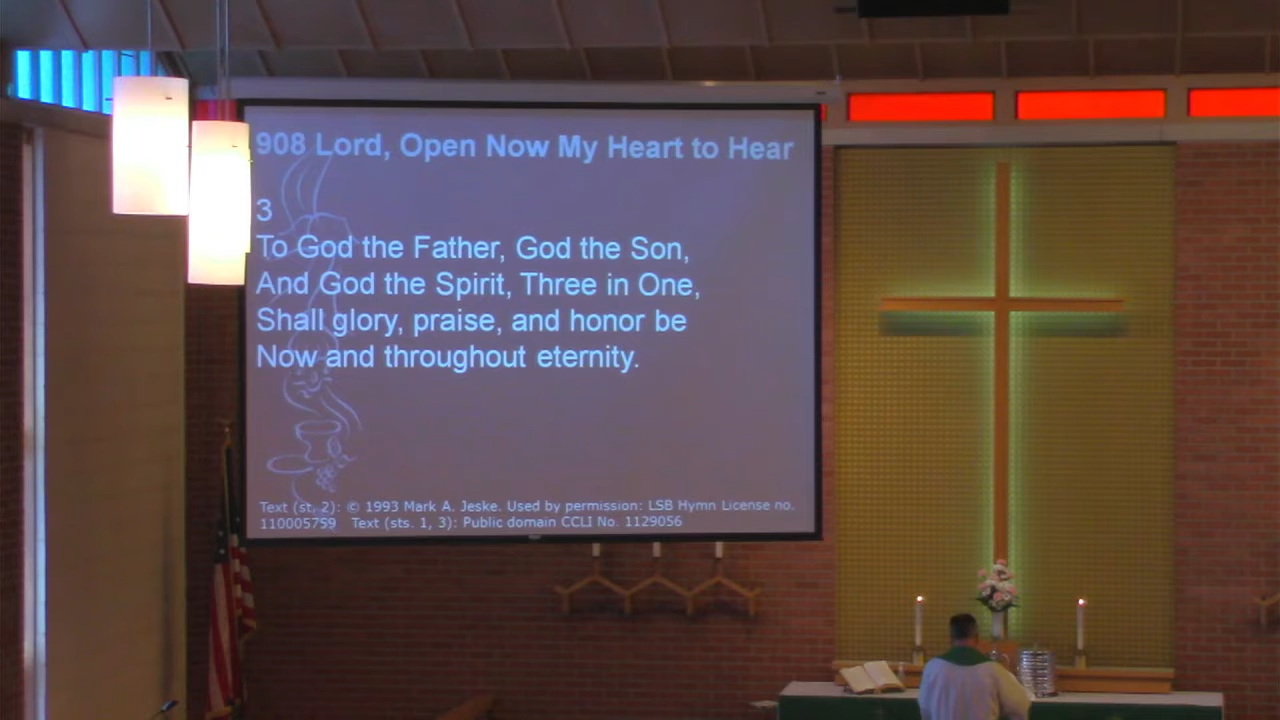 908 Lord, Open Now My Heart to Hear
3
To God the Father, God the Son,
And God the Spirit, Three in One,
Shall glory, praise, and honor be
Now and throughout eternity.
Text (st. 2): © 1993 Mark A. Jeske. Used by permission: LSB Hymn License no.
110005759 Text (sts. 1, 3): Public domain CCLI No. 1129056